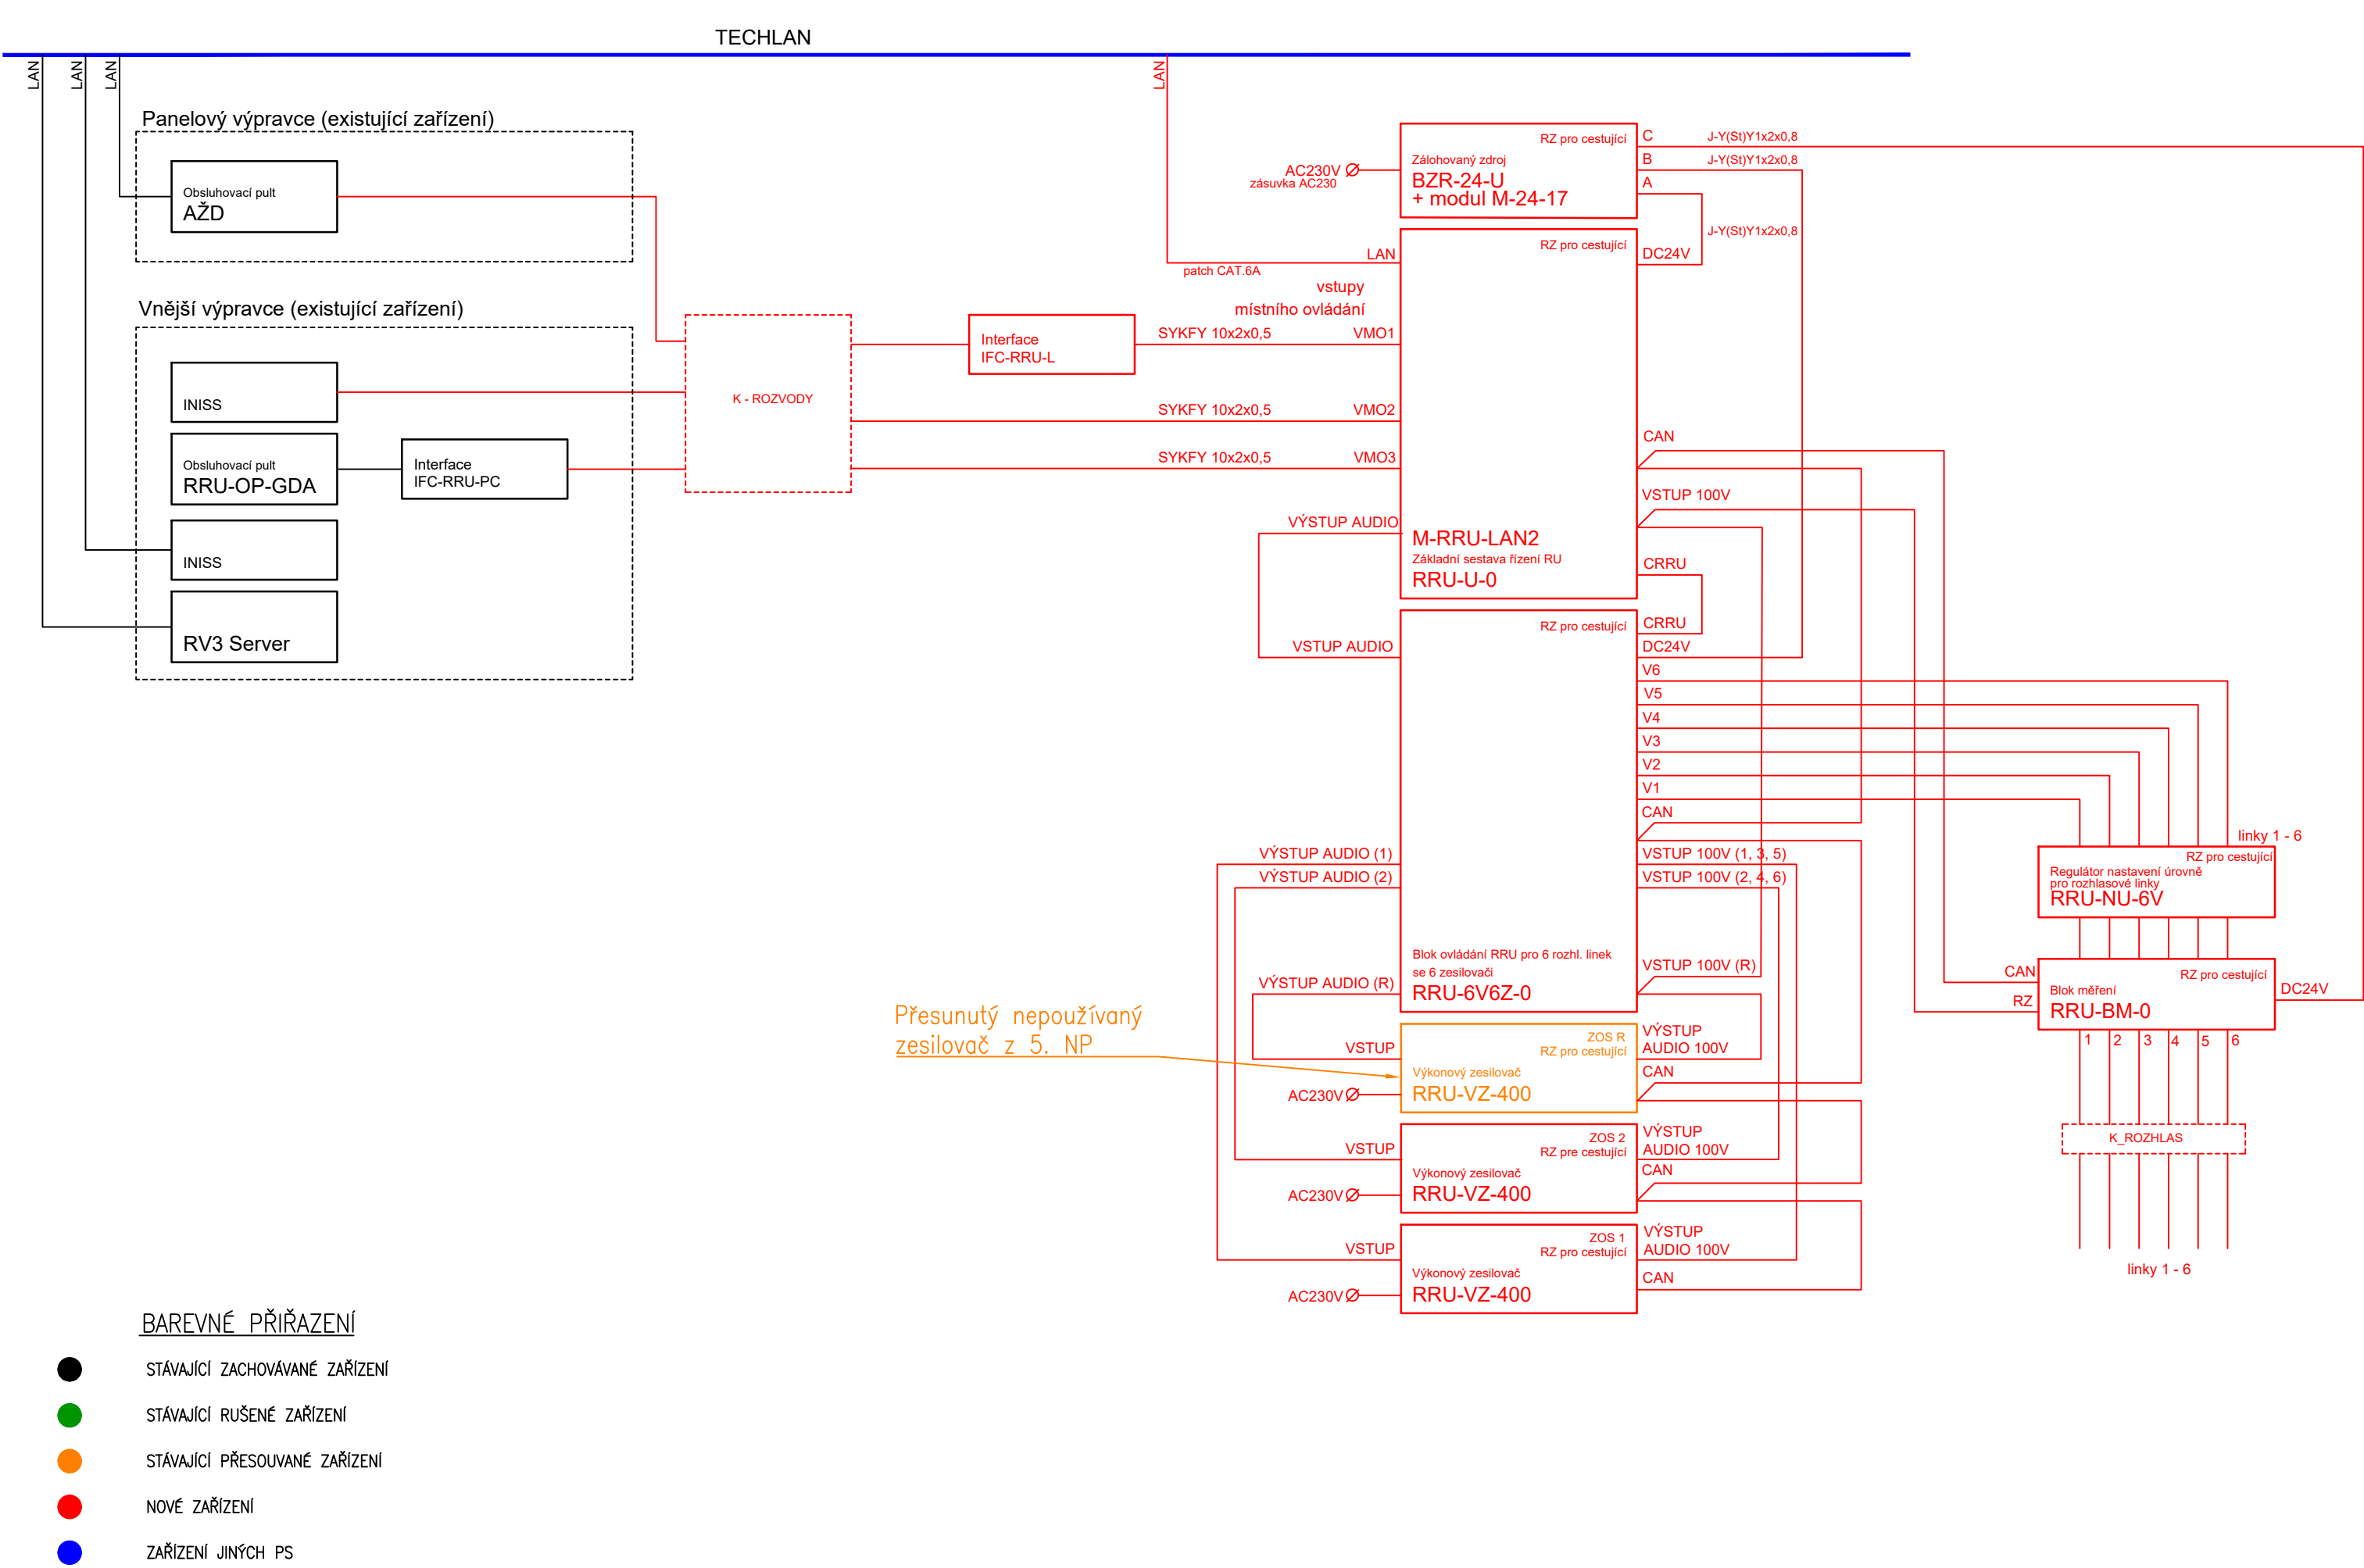 TECHLAN
LAN
LAN
LAN
LAN
Panelový výpravce (existující zařízení)
Obsluhovací pult
AŽD
Vnější výpravce (existující zařízení)
INISS
Obsluhovací pult
RRU-OP-GDA
Interface
IFC-RRU-PC
INISS
RV3 Server
K - ROZVODY
Interface
IFC-RRU-L
AC230V
zásuvka AC230
RZ pro cestující
Zálohovaný zdroj
BZR-24-U
+ modul M-24-17
C
B
A
J-Y(St)Y1x2x0,8
J-Y(St)Y1x2x0,8
J-Y(St)Y1x2x0,8
LAN
patch CAT.6A
vstupy
místního ovládání
SYKFY 10x2x0,5
VMO1
SYKFY 10x2x0,5
VMO2
SYKFY 10x2x0,5
VMO3
VÝSTUP AUDIO
RZ pro cestující
M-RRU-LAN2
Základní sestava řízení RU
RRU-U-0
DC24V
CAN
VSTUP 100V
CRRU
VSTUP AUDIO
RZ pro cestující
CRRU
DC24V
V6
V5
V4
V3
V2
V1
CAN
VÝSTUP AUDIO (1)
VÝSTUP AUDIO (2)
VSTUP 100V (1, 3, 5)
VSTUP 100V (2, 4, 6)
Blok ovládání RRU pro 6 rozhl. linek
se 6 zesilovači
RRU-6V6Z-0
VÝSTUP AUDIO (R)
VSTUP 100V (R)
Přesunutý nepoužívaný
zesilovač z 5. NP
VSTUP
AC230V
ZOS R
RZ pro cestující
Výkonový zesilovač
RRU-VZ-400
VÝSTUP
AUDIO 100V
CAN
VSTUP
AC230V
ZOS 2
RZ pre cestující
Výkonový zesilovač
RRU-VZ-400
VÝSTUP
AUDIO 100V
CAN
VSTUP
AC230V
ZOS 1
RZ pro cestující
Výkonový zesilovač
RRU-VZ-400
VÝSTUP
AUDIO 100V
CAN
linky 1 - 6
RZ pro cestující
Regulátor nastavení úrovně
pro rozhlasové linky
RRU-NU-6V
CAN
RZ
RZ pro cestující
Blok měření
RRU-BM-0
DC24V
1 2 3 4 5 6
K_ROZHLAS
linky 1 - 6
BAREVNÉ PŘIŘAZENÍ
STÁVAJÍCÍ ZACHOVÁVANÉ ZAŘÍZENÍ
STÁVAJÍCÍ RUŠENÉ ZAŘÍZENÍ
STÁVAJÍCÍ PŘESOUVANÉ ZAŘÍZENÍ
NOVÉ ZAŘÍZENÍ
ZAŘÍZENÍ JINÝCH PS